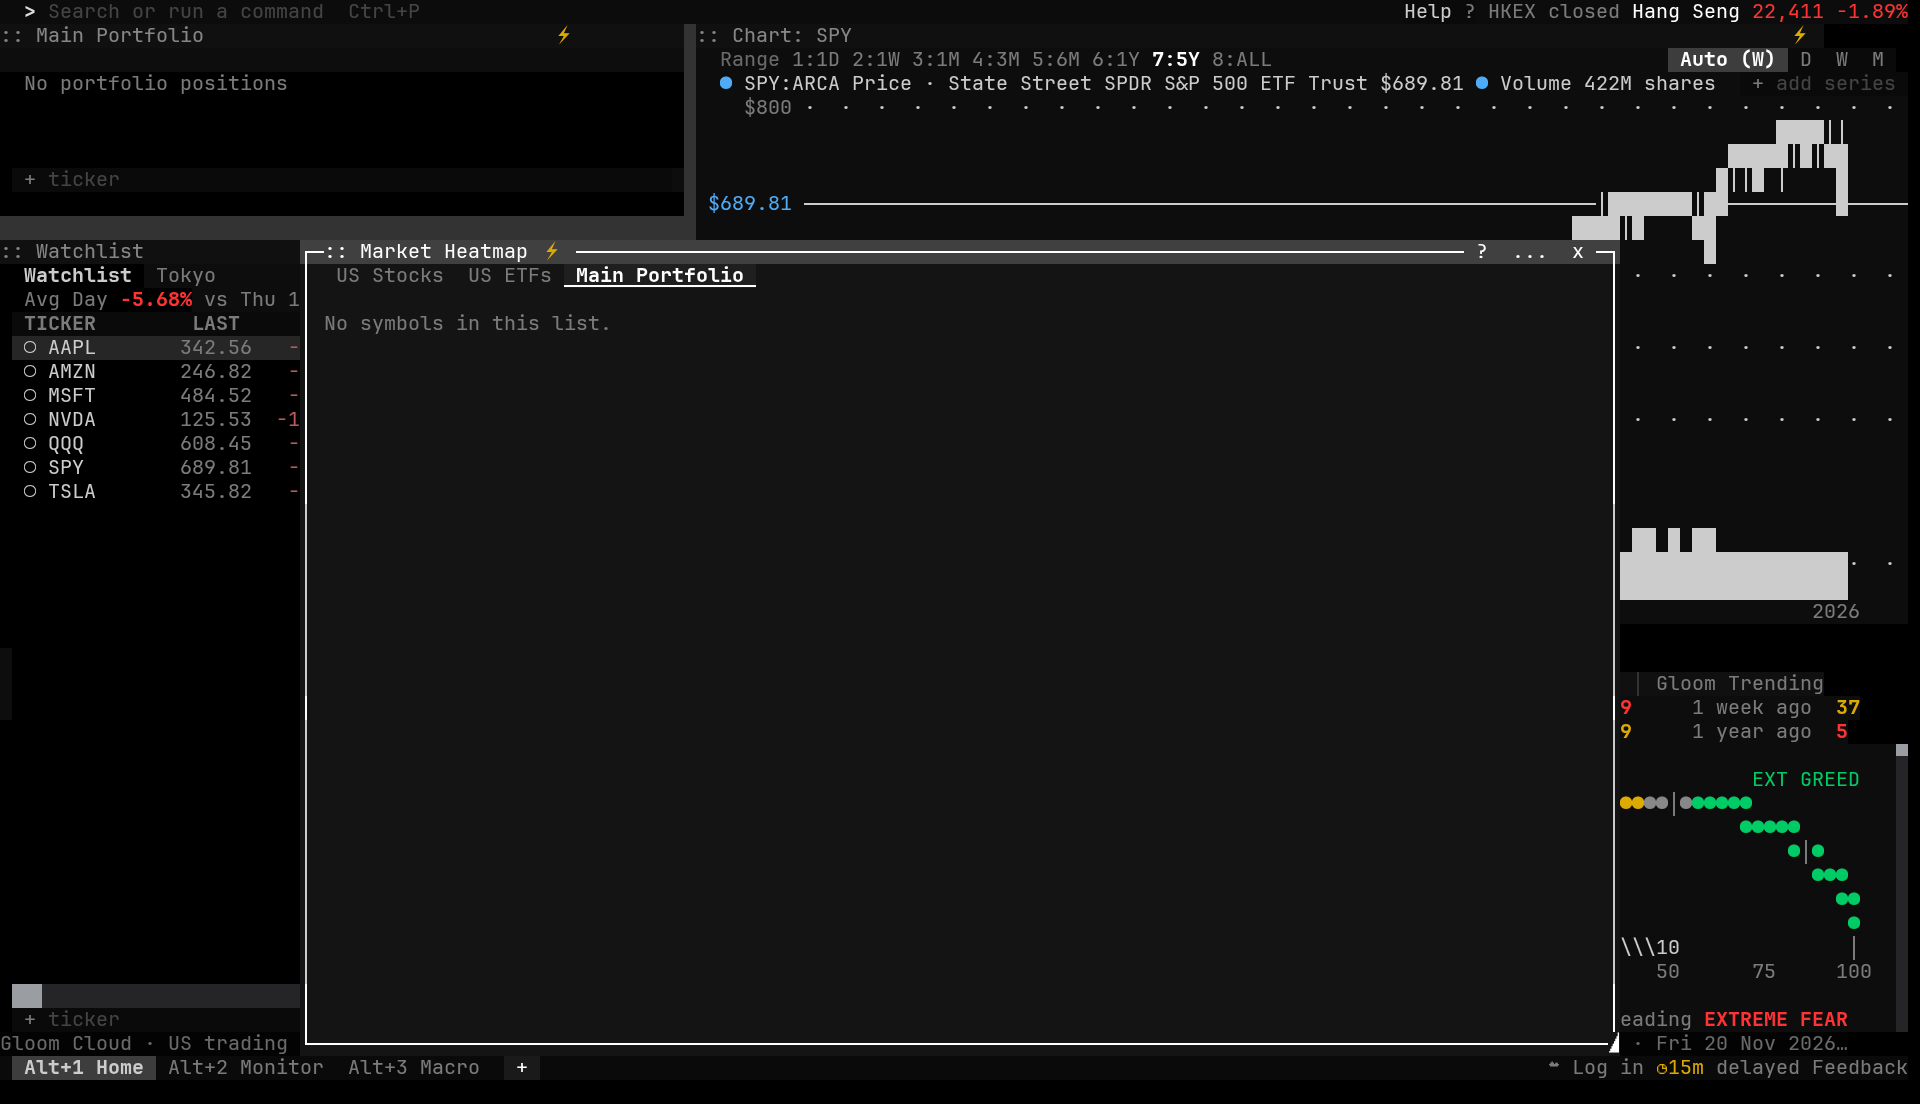 > Search or run a command  Ctrl+P
Help ? HKEX closed Hang Seng 22,411 -1.89%
:: Main Portfolio ⚡
No portfolio positions
+ ticker
:: Chart: SPY ⚡
Range 1:1D 2:1W 3:1M 4:3M 5:6M 6:1Y 7:5Y 8:ALL
Auto (W) D W M
SPY:ARCA Price · State Street SPDR S&P 500 ETF Trust $689.81 Volume 422M shares + add series
$800
$689.81
2026
:: Watchlist
Watchlist Tokyo
Avg Day -5.68% vs Thu 1
TICKER LAST
AAPL 342.56 -
AMZN 246.82 -
MSFT 484.52 -
NVDA 125.53 -1
QQQ 608.45 -
SPY 689.81 -
TSLA 345.82 -
+ ticker
:: Market Heatmap ⚡ ? ... x
US Stocks US ETFs Main Portfolio
No symbols in this list.
Gloom Trending
9 1 week ago 37
9 1 year ago 5
EXT GREED
\\\10
50 75 100
eading EXTREME FEAR
Gloom Cloud · US trading
· Fri 20 Nov 2026…
Alt+1 Home Alt+2 Monitor Alt+3 Macro +
Log in 15m delayed Feedback